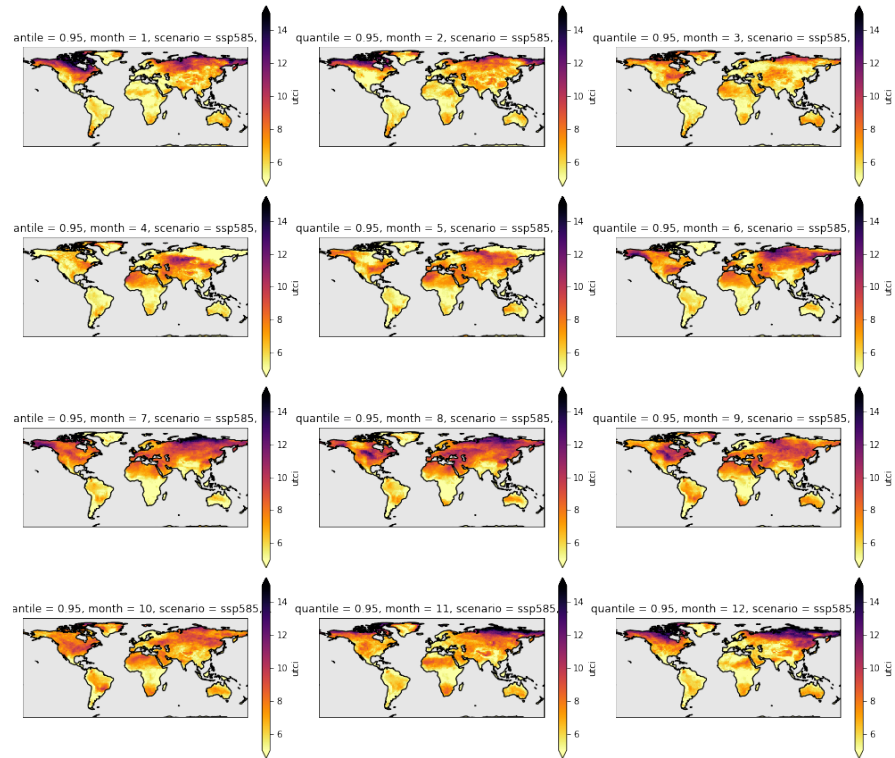 antile = 0.95, month = 1, scenario = ssp585,
14
12
10
8
6
utci
quantile = 0.95, month = 2, scenario = ssp585,
14
12
10
8
6
utci
quantile = 0.95, month = 3, scenario = ssp585,
14
12
10
8
6
utci
antile = 0.95, month = 4, scenario = ssp585,
14
12
10
8
6
utci
quantile = 0.95, month = 5, scenario = ssp585,
14
12
10
8
6
utci
quantile = 0.95, month = 6, scenario = ssp585,
14
12
10
8
6
utci
antile = 0.95, month = 7, scenario = ssp585,
14
12
10
8
6
utci
quantile = 0.95, month = 8, scenario = ssp585,
14
12
10
8
6
utci
quantile = 0.95, month = 9, scenario = ssp585,
14
12
10
8
6
utci
antile = 0.95, month = 10, scenario = ssp585,
14
12
10
8
6
utci
quantile = 0.95, month = 11, scenario = ssp585,
14
12
10
8
6
utci
quantile = 0.95, month = 12, scenario = ssp585,
14
12
10
8
6
utci